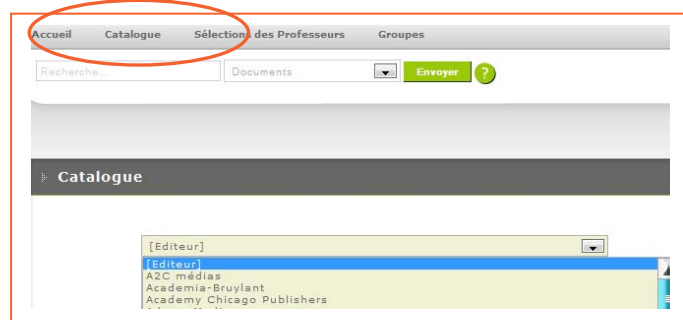 Accueil Catalogue Sélections des Professeurs Groupes
Recherche... Documents Envoyer ?
Catalogue
[Editeur]
[Editeur]
A2C médias
Academia-Bruylant
Academy Chicago Publishers